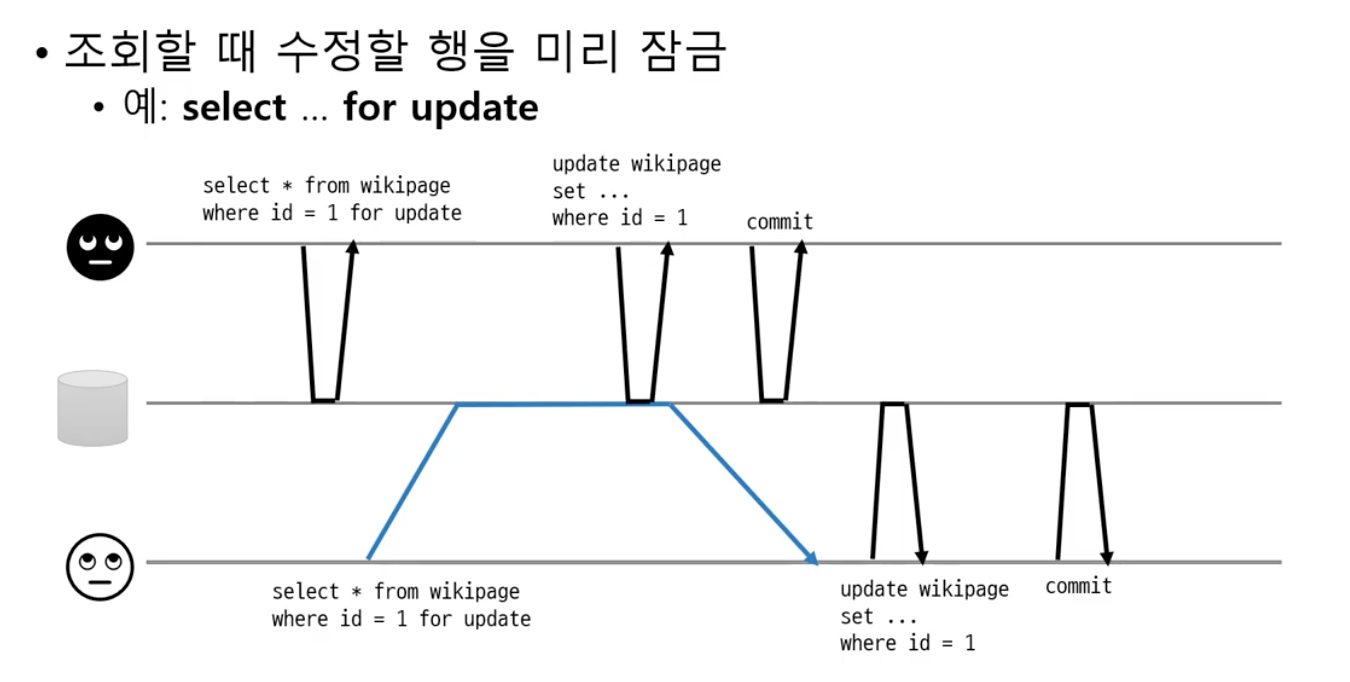 • 조회할 때 수정할 행을 미리 잠금
• 예: select ... for update
select * from wikipage
where id = 1 for update
update wikipage
set ...
where id = 1
commit
select * from wikipage
where id = 1 for update
update wikipage
set ...
where id = 1
commit